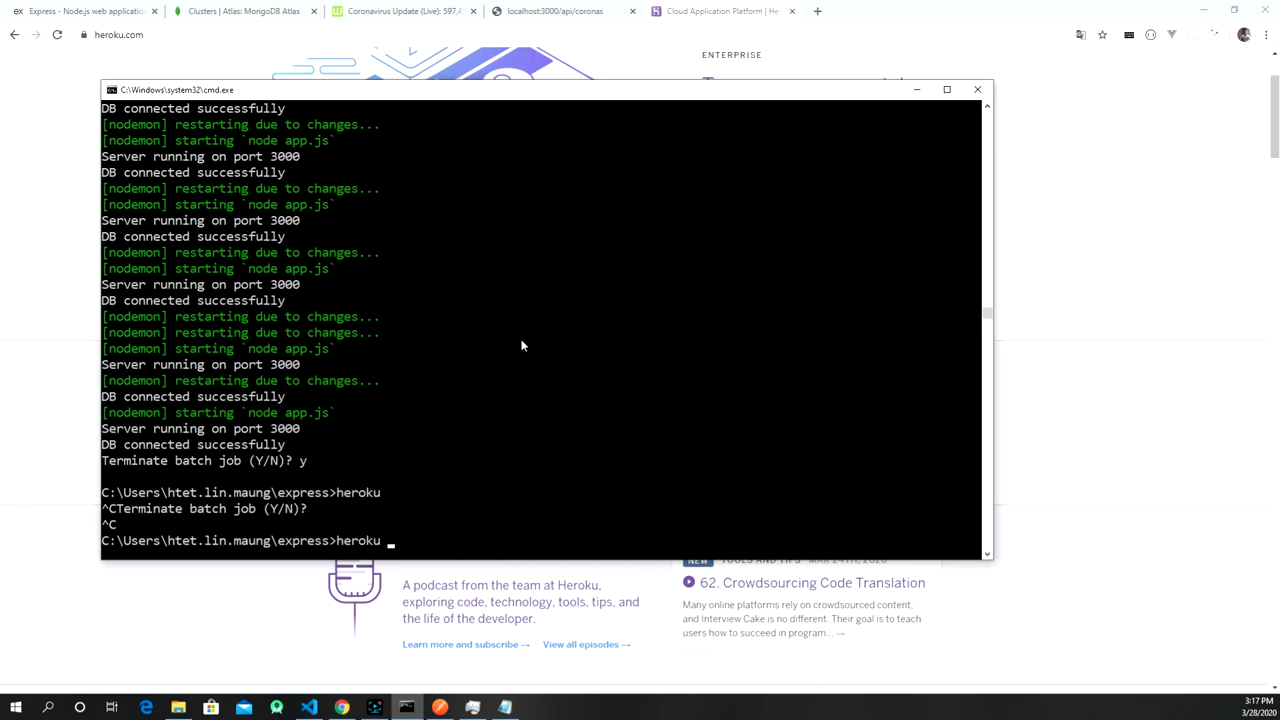 Express - Node.js web applicatio
Clusters | Atlas: MongoDB Atlas
Coronavirus Update (Live): 597,4
localhost:3000/api/coronas
Cloud Application Platform | He
heroku.com
ENTERPRISE
C:\Windows\system32\cmd.exe
DB connected successfully
[nodemon] restarting due to changes...
[nodemon] starting `node app.js`
Server running on port 3000
DB connected successfully
[nodemon] restarting due to changes...
[nodemon] starting `node app.js`
Server running on port 3000
DB connected successfully
[nodemon] restarting due to changes...
[nodemon] starting `node app.js`
Server running on port 3000
DB connected successfully
[nodemon] restarting due to changes...
[nodemon] restarting due to changes...
[nodemon] starting `node app.js`
Server running on port 3000
[nodemon] restarting due to changes...
DB connected successfully
[nodemon] starting `node app.js`
Server running on port 3000
DB connected successfully
Terminate batch job (Y/N)? y
C:\Users\htet.lin.maung\express>heroku
^CTerminate batch job (Y/N)?
^C
C:\Users\htet.lin.maung\express>heroku
A podcast from the team at Heroku,
exploring code, technology, tools, tips, and
the life of the developer.
Learn more and subscribe → View all episodes →
NEW TOOLS AND TIPS MAR 24TH, 2020
62. Crowdsourcing Code Translation
Many online platforms rely on crowdsourced content,
and Interview Cake is no different. Their goal is to teach
users how to succeed in program... →
3:17 PM
3/28/2020